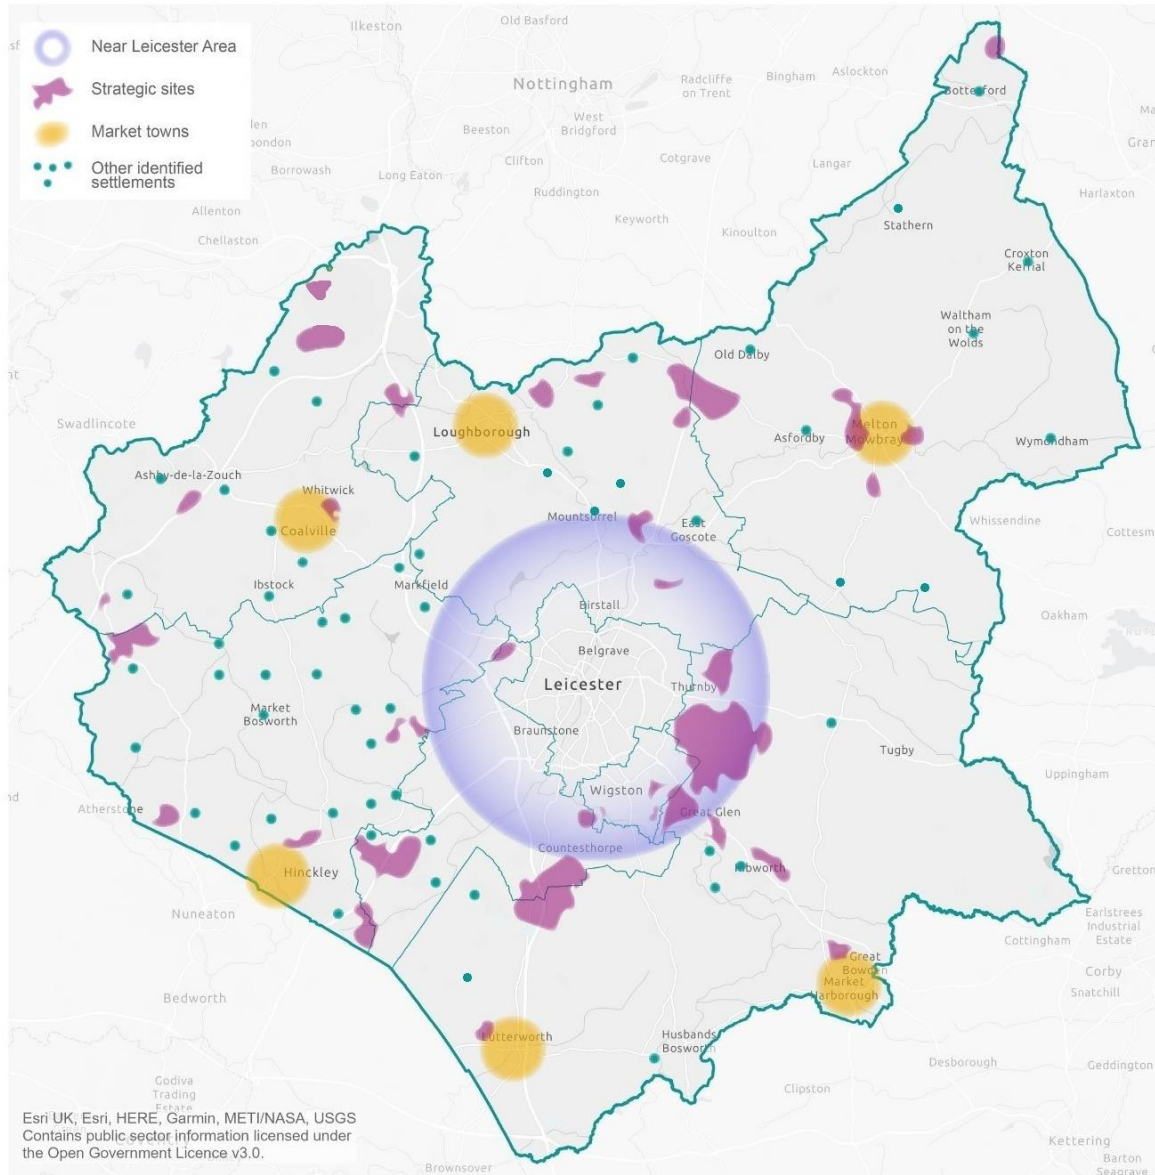 Near Leicester Area
Strategic sites
Market towns
Other identified
settlements
Ilkeston
Old Basford
Nottingham
Radcliffe
on Trent
Bingham
Aslockton
Bottesford
West
Bridgford
Beeston
Clifton
Cotgrave
Langar
Borrowash
Long Eaton
Ruddington
Harlaxton
Allenton
Keyworth
Kinoulton
Stathern
Chellaston
Croxton
Kerrial
Waltham
on the
Wolds
Old Dalby
Swadlincote
Loughborough
Asfordby
Melton
Mowbray
Wymondham
Ashby-de-la-Zouch
Whitwick
Coalville
Mountsorrel
East
Goscote
Whissendine
Cottesm
Ibstock
Markfield
Birstall
Oakham
Belgrave
Leicester
Thurnby
Market
Bosworth
Braunstone
Tugby
Uppingham
Wigston
Great Glen
Atherstone
Countesthorpe
Kibworth
Hinckley
Gretton
Nuneaton
Earlstrees
Industrial
Estate
Cottingham
Great
Bowden
Market
Harborough
Corby
Snatchill
Bedworth
Lutterworth
Husbands
Bosworth
Desborough
Geddington
Godiva
Trading
Estate
Clipston
Esri UK, Esri, HERE, Garmin, METI/NASA, USGS
Contains public sector information licensed under
the Open Government Licence v3.0.
Coventry
Kettering
Brownsover
Barton
Seagrave